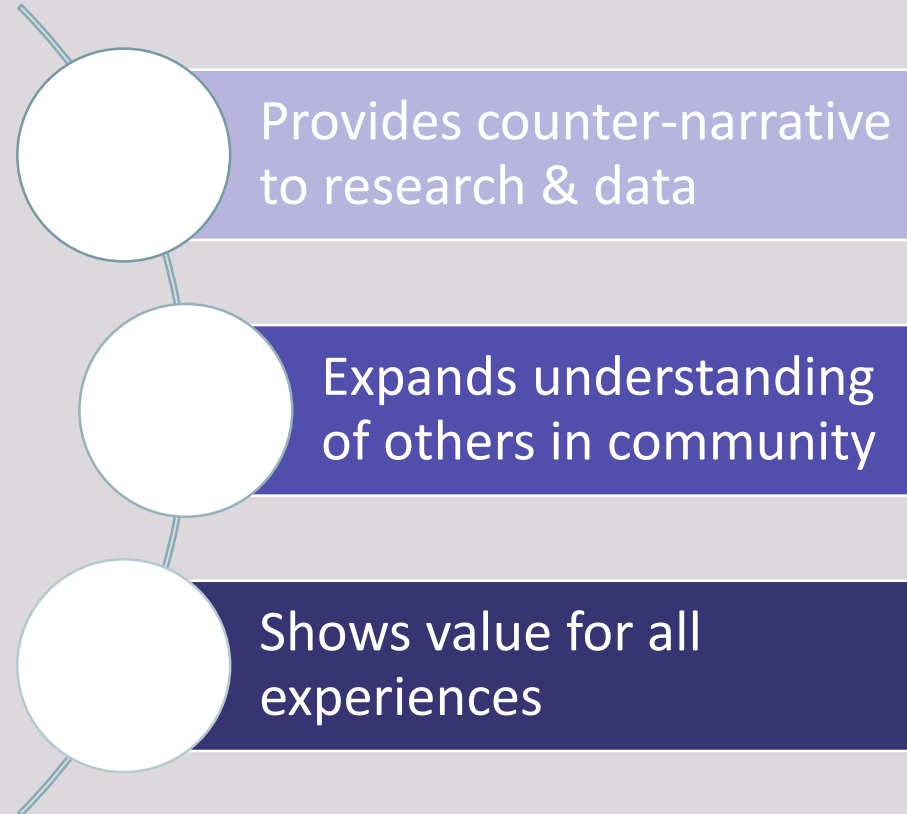 Provides counter-narrative
to research & data
Expands understanding
of others in community
Shows value for all
experiences